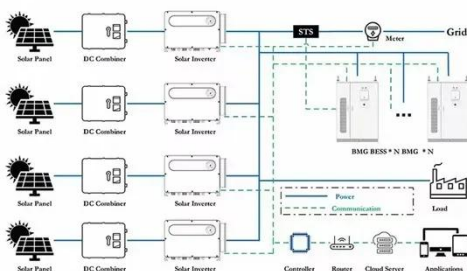 STS
Meter
Grid
Solar Panel
DC Combiner
Solar Inverter
Solar Panel
DC Combiner
Solar Inverter
BMG BESS * N BMG * N
Solar Panel
DC Combiner
Solar Inverter
Power
Communication
Load
Solar Panel
DC Combiner
Solar Inverter
Controller
Router
Cloud Server
Applications